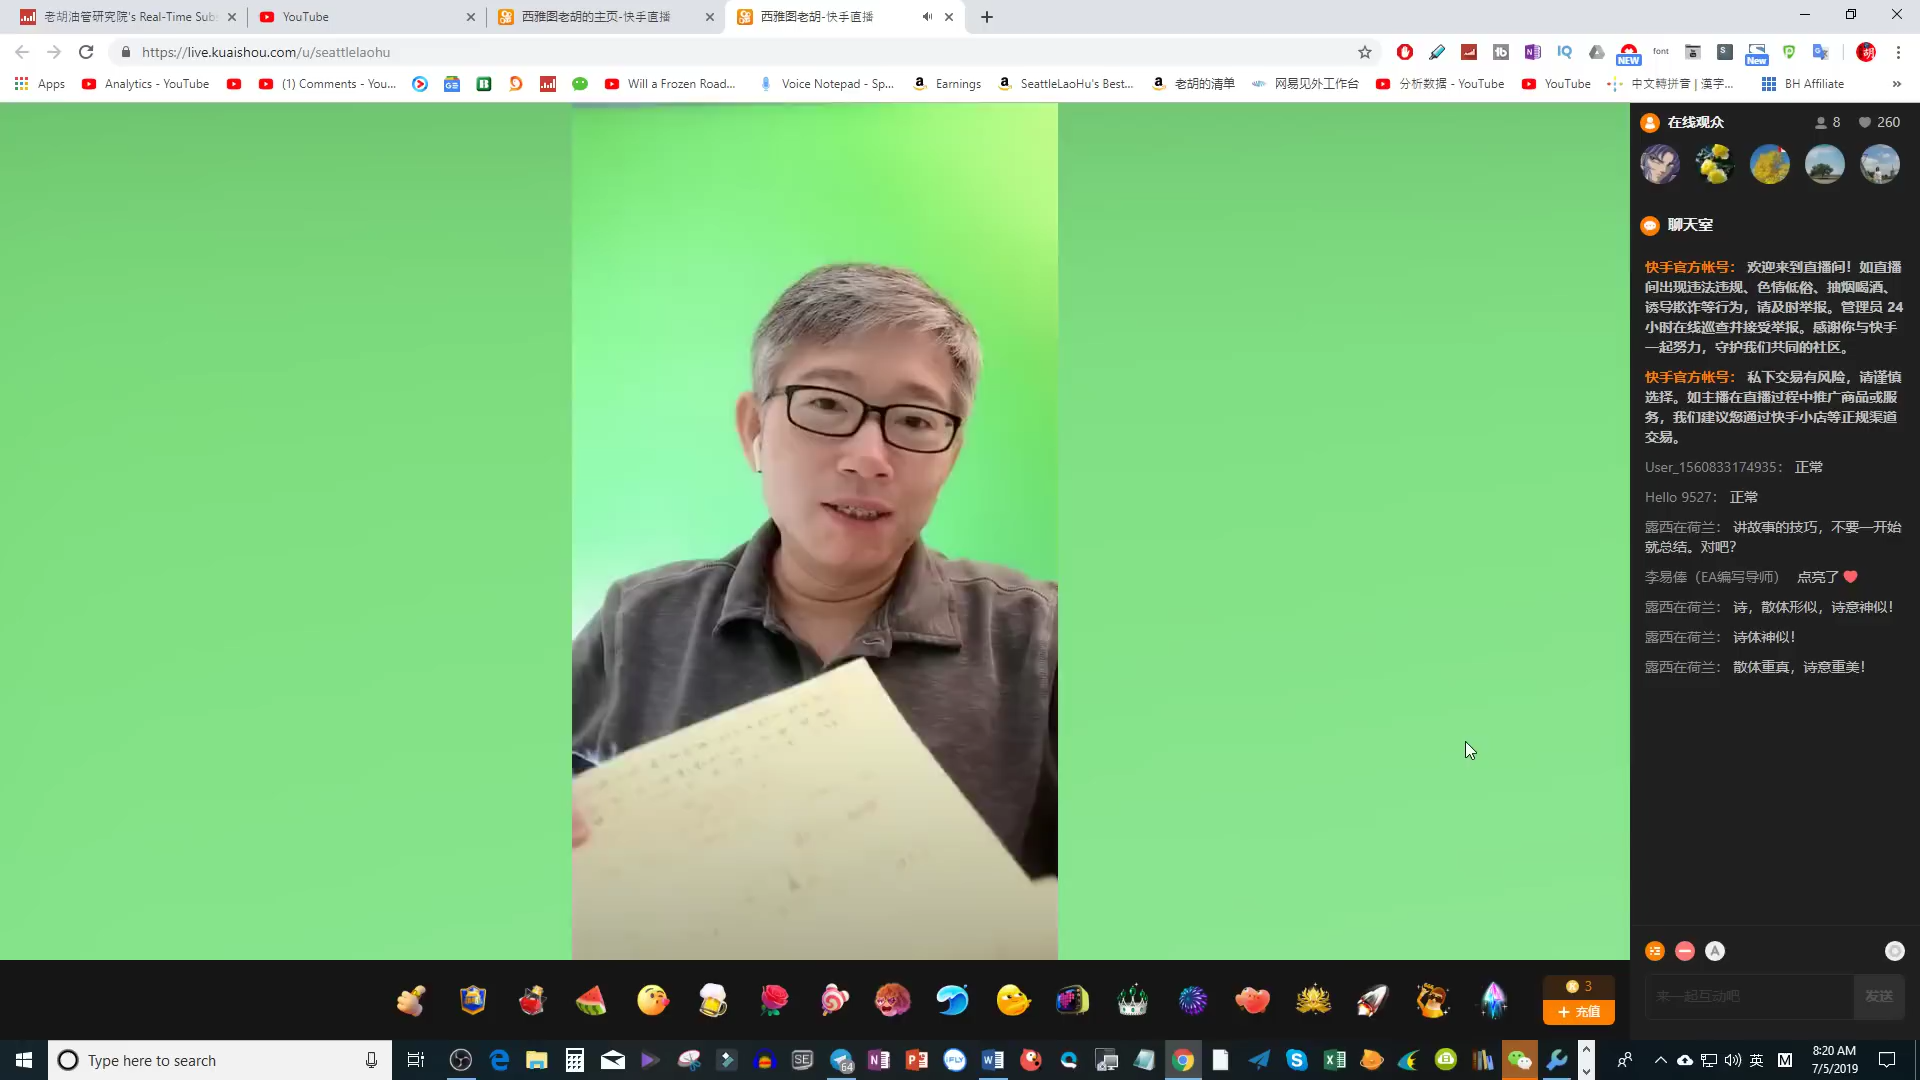 老胡油管研究院's Real-Time Sub
YouTube
西雅图老胡的主页-快手直播
西雅图老胡-快手直播
https://live.kuaishou.com/u/seattlelaohu
Apps
Analytics - YouTube
(1) Comments - You...
Will a Frozen Road...
Voice Notepad - Sp...
Earnings
SeattleLaoHu's Best...
老胡的清单
网易见外工作台
分析数据 - YouTube
YouTube
中文轉拼音 | 漢字...
BH Affiliate
在线观众
8
260
聊天室
快手官方帐号： 欢迎来到直播间！如直播
间出现违法违规、色情低俗、抽烟喝酒、
诱导欺诈等行为，请及时举报。管理员 24
小时在线巡查并接受举报。感谢你与快手
一起努力，守护我们共同的社区。
快手官方帐号： 私下交易有风险，请谨慎
选择。如主播在直播过程中推广商品或服
务，我们建议您通过快手小店等正规渠道
交易。
User_1560833174935： 正常
Hello 9527： 正常
露西在荷兰： 讲故事的技巧，不要一开始
就总结。对吧？
李易俸（EA编写导师） 点亮了
露西在荷兰： 诗，散体形似，诗意神似！
露西在荷兰： 诗体神似！
露西在荷兰： 散体重真，诗意重美！
3
充值
来一起互动吧
发送
Type here to search
英
8:20 AM
7/5/2019